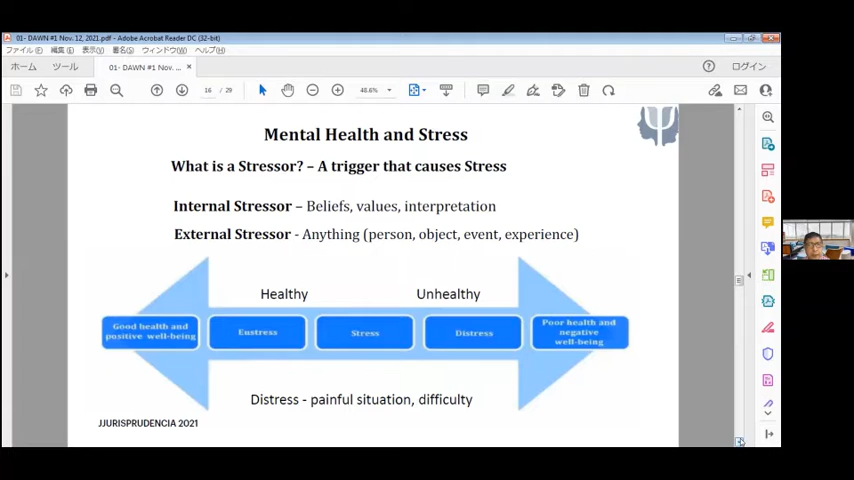 01- DAWN #1 Nov. 12, 2021.pdf - Adobe Acrobat Reader DC (32-bit)
ファイル(F) 編集(E) 表示(V) 署名(S) ウィンドウ(W) ヘルプ(H)
ホーム ツール 01- DAWN #1 Nov. ... × ログイン
16 / 29 48.6%
Mental Health and Stress
What is a Stressor? – A trigger that causes Stress
Internal Stressor – Beliefs, values, interpretation
External Stressor - Anything (person, object, event, experience)
Healthy Unhealthy
Good health and
positive well-being
Eustress
Stress
Distress
Poor health and
negative
well-being
Distress - painful situation, difficulty
JJURISPRUDENCIA 2021